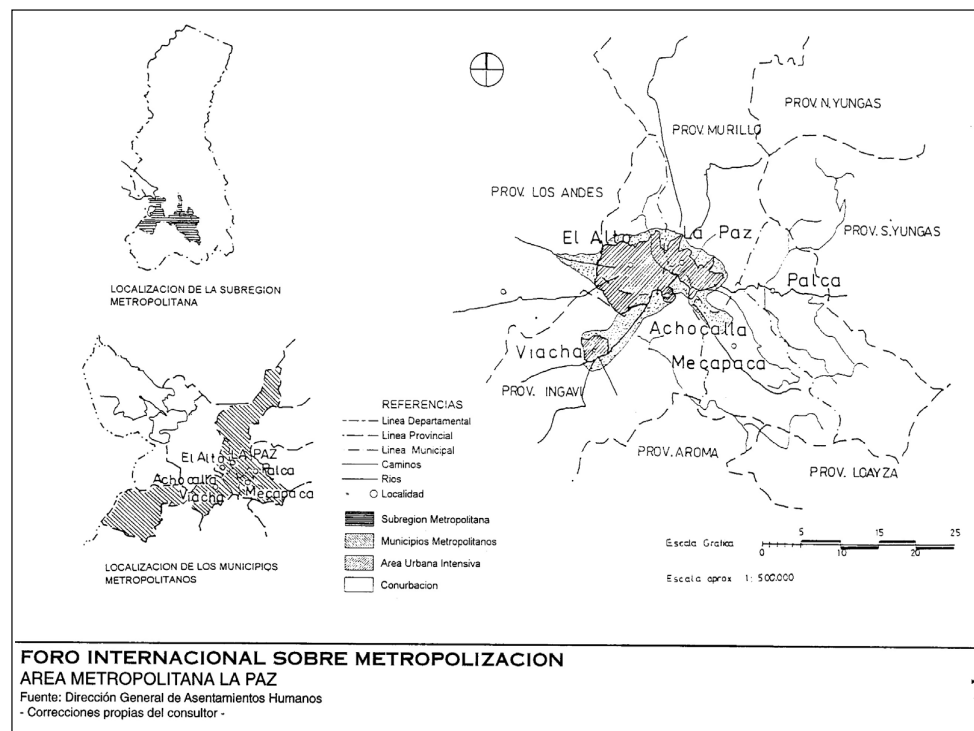 LOCALIZACION DE LA SUBREGION
METROPOLITANA
El Alta
LA PAZ
Palca
Achocalla
Viacha
Mecapaca
LOCALIZACION DE LOS MUNICIPIOS
METROPOLITANOS
REFERENCIAS
Linea Departamental
Linea Provincial
Linea Municipal
Caminos
Rios
Localidad
Subregion Metropolitana
Municipios Metropolitanos
Area Urbana Intensiva
Conurbacion
PROV. N. YUNGAS
PROV. MURILLO
PROV. LOS ANDES
El Alta
La Paz
PROV. S. YUNGAS
Palca
Achocalla
Viacha
Mecapaca
PROV. INGAVI
PROV. AROMA
PROV. LOAYZA
Escala Grafica
5 15 25
0 10 20
Escala aprox 1: 500.000
FORO INTERNACIONAL SOBRE METROPOLIZACION
AREA METROPOLITANA LA PAZ
Fuente: Dirección General de Asentamientos Humanos
- Correcciones propias del consultor -